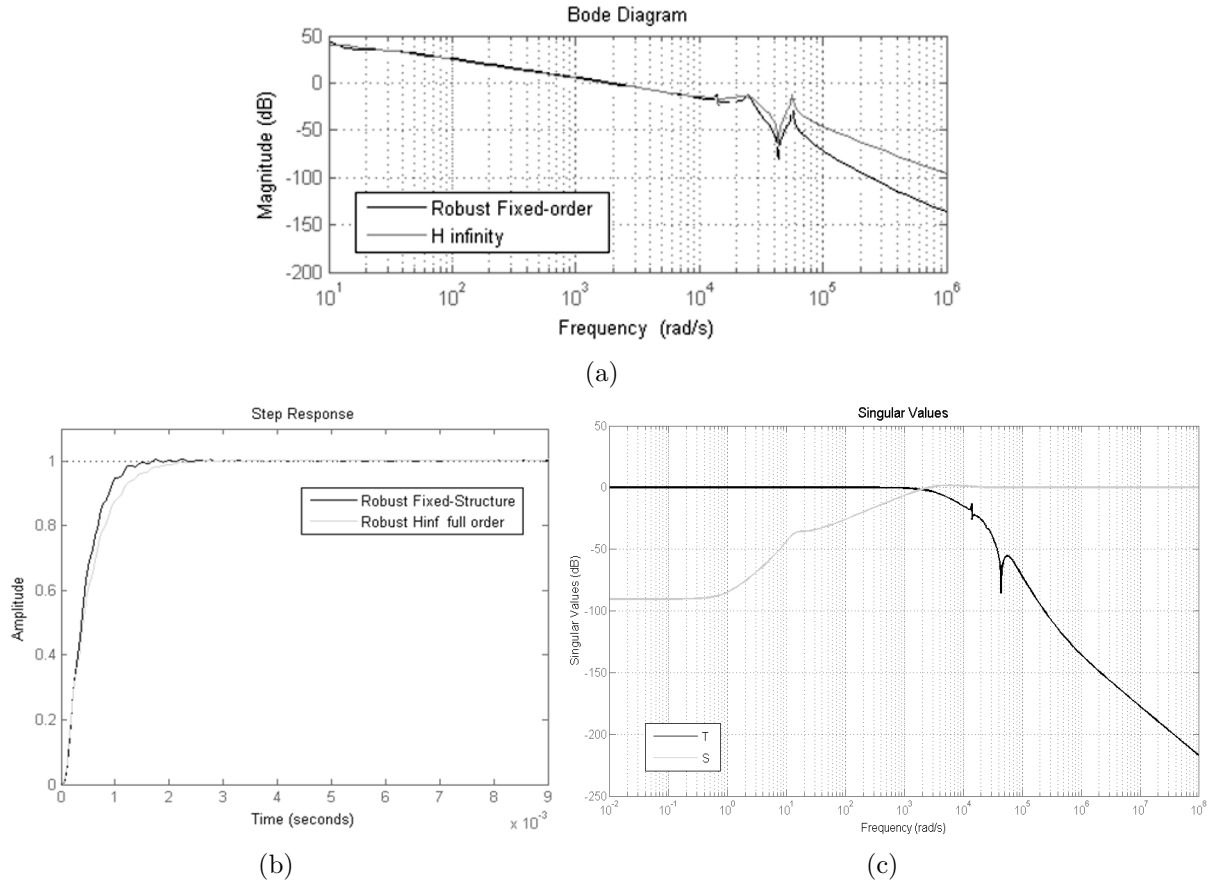 Bode Diagram
50
0
-50
-100
-150
-200
Magnitude (dB)
Robust Fixed-order
H infinity
10^1 10^2 10^3 10^4 10^5 10^6
Frequency (rad/s)
(a)
Step Response
1
0.8
0.6
0.4
0.2
0
Amplitude
Robust Fixed-Structure
Robust Hinf full order
0 1 2 3 4 5 6 7 8 9
Time (seconds)
x 10^-3
(b)
Singular Values
50
0
-50
-100
-150
-200
-250
Singular Values (dB)
T
S
10^-2 10^-1 10^0 10^1 10^2 10^3 10^4 10^5 10^6 10^7 10^8
Frequency (rad/s)
(c)